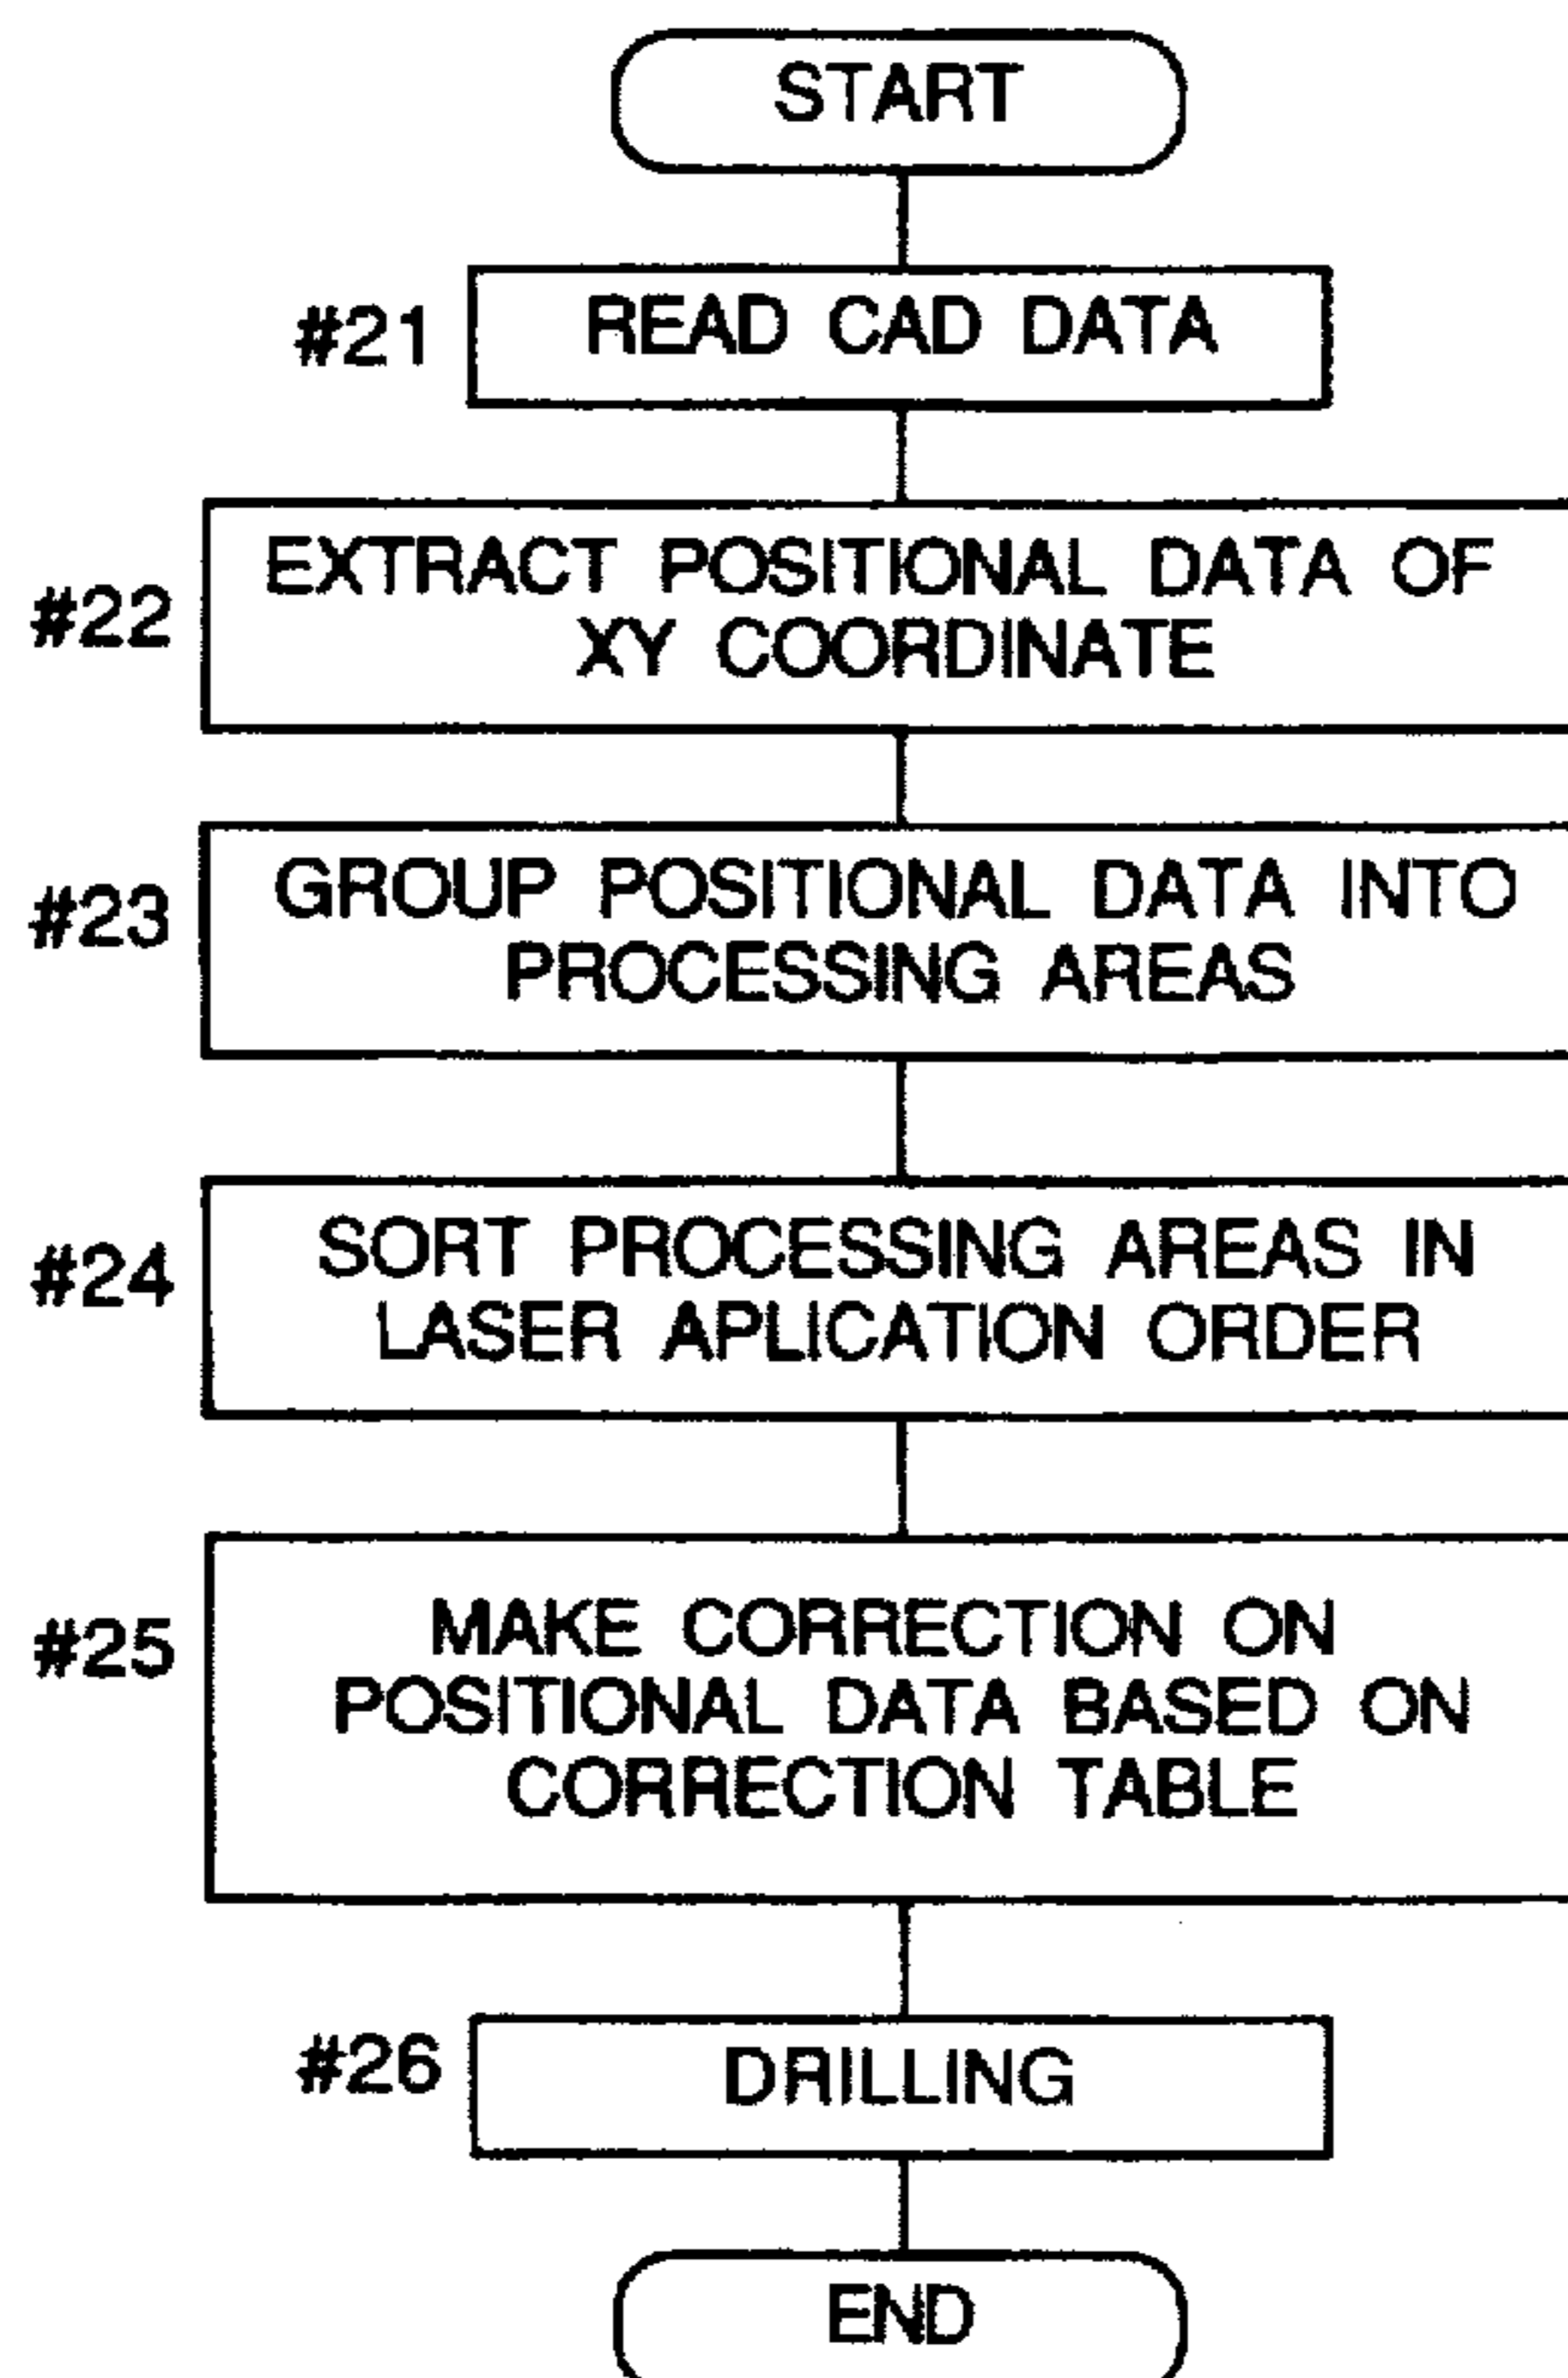 START
#21
READ CAD DATA
#22
EXTRACT POSITIONAL DATA OF
XY COORDINATE
#23
GROUP POSITIONAL DATA INTO
PROCESSING AREAS
#24
SORT PROCESSING AREAS IN
LASER APLICATION ORDER
#25
MAKE CORRECTION ON
POSITIONAL DATA BASED ON
CORRECTION TABLE
#26
DRILLING
END